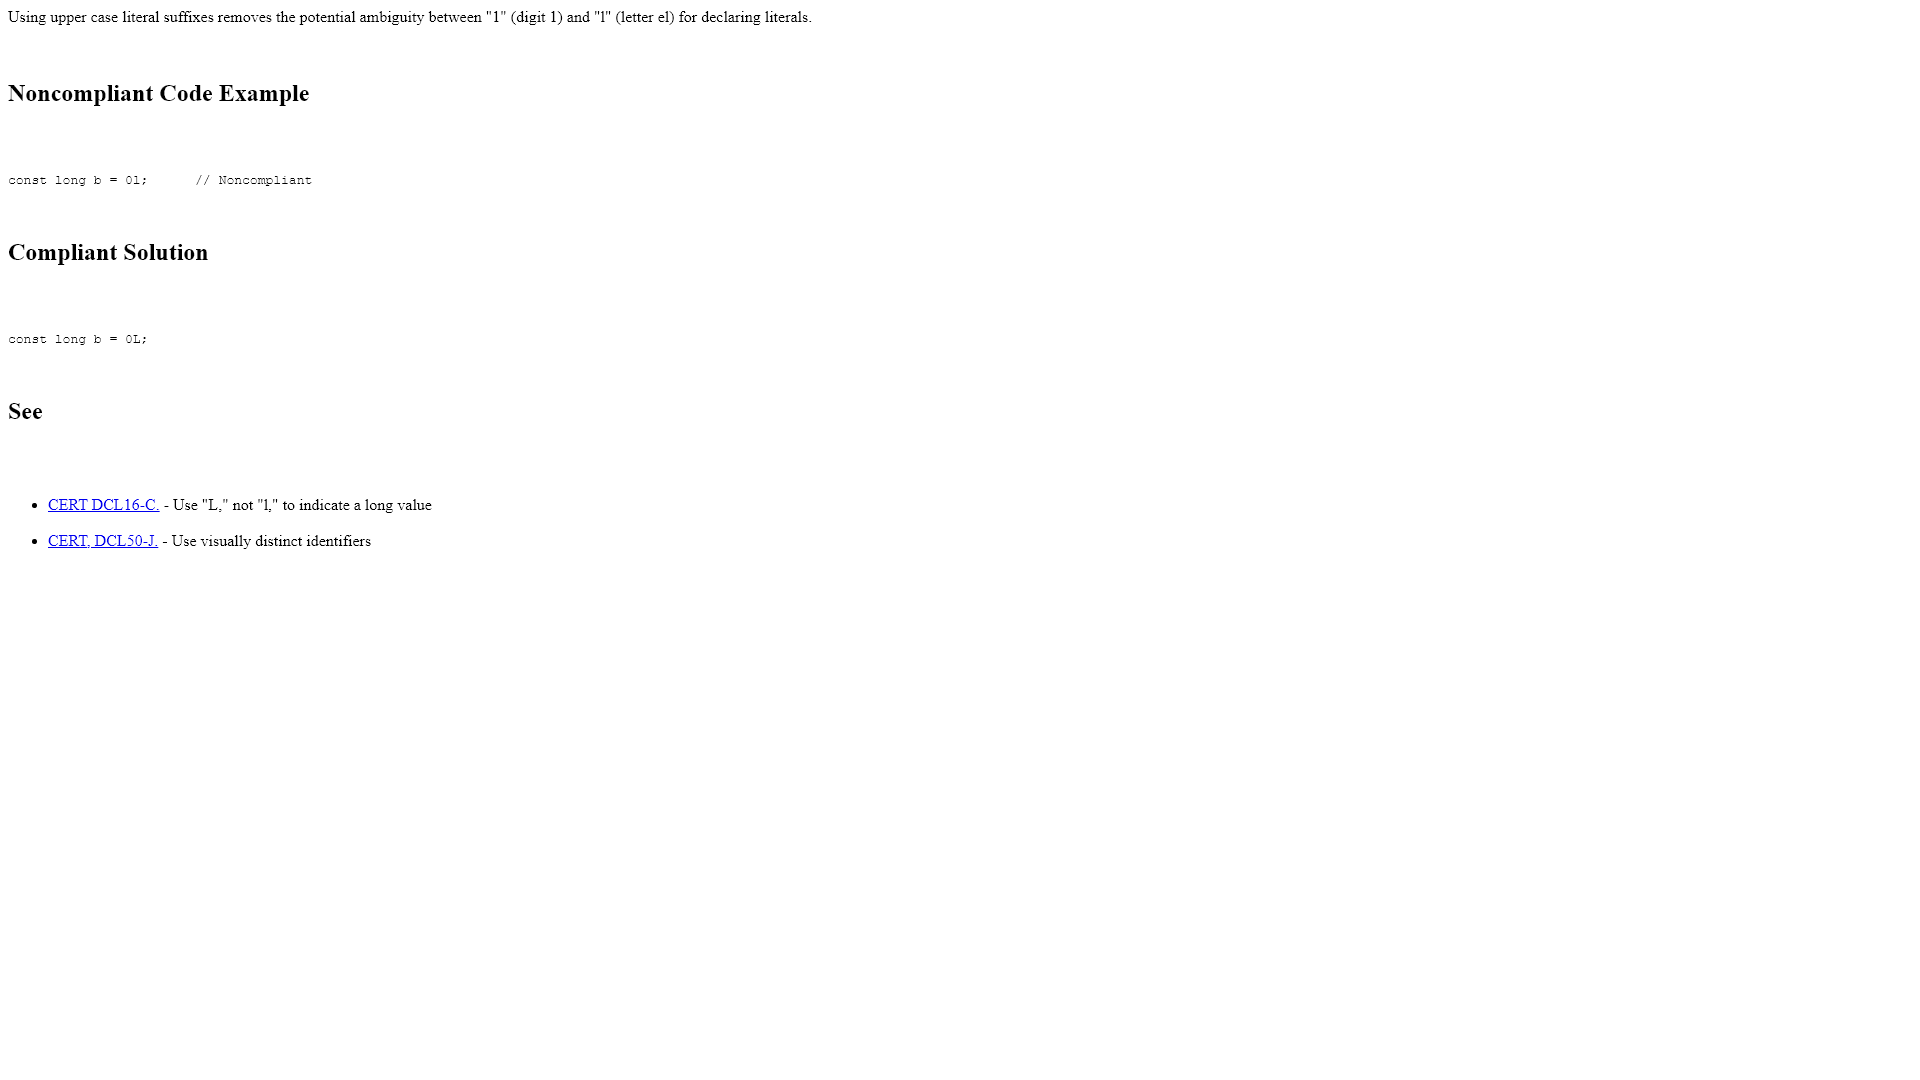 Using upper case literal suffixes removes the potential ambiguity between "1" (digit 1) and "l" (letter el) for declaring literals.
Noncompliant Code Example
const long b = 0l;      // Noncompliant
Compliant Solution
const long b = 0L;
See
• CERT DCL16-C. - Use "L," not "l," to indicate a long value
• CERT, DCL50-J. - Use visually distinct identifiers